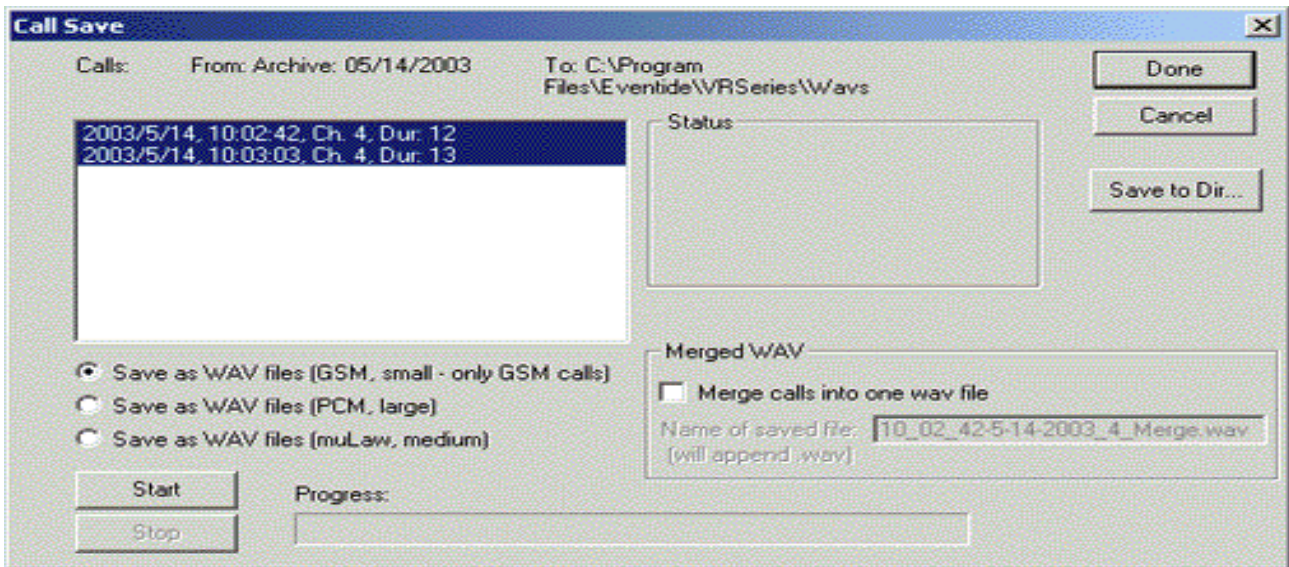 Call Save
Calls: From: Archive: 05/14/2003 To: C:\Program
Files\Eventide\VRSeries\Wavs
Done
Cancel
Save to Dir...
2003/5/14, 10:02:42, Ch. 4, Dur: 12
2003/5/14, 10:03:03, Ch. 4, Dur: 13
Status
Save as WAV files (GSM, small - only GSM calls)
Save as WAV files (PCM, large)
Save as WAV files (muLaw, medium)
Merged WAV
Merge calls into one wav file
Name of saved file: 10_02_42-5-14-2003_4_Merge.wav
(will append .wav)
Start
Stop
Progress: